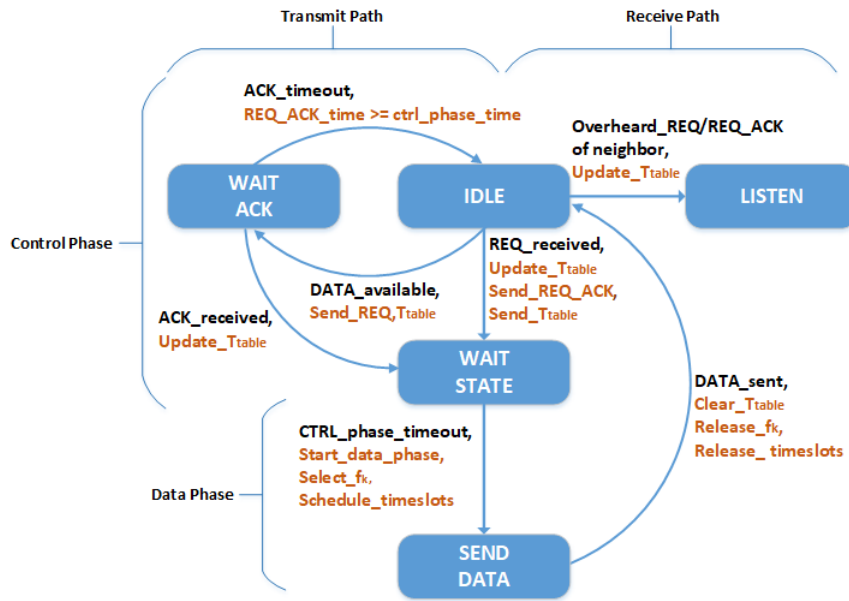 Transmit Path
Receive Path
ACK_timeout,
REQ_ACK_time >= ctrl_phase_time
Overheard_REQ/REQ_ACK
of neighbor,
Update_Ttable
WAIT
ACK
IDLE
LISTEN
Control Phase
REQ_received,
Update_Ttable
Send_REQ_ACK,
Send_Ttable
DATA_available,
Send_REQ,Ttable
ACK_received,
Update_Ttable
WAIT
STATE
DATA_sent,
Clear_Ttable
Release_fk,
Release_ timeslots
CTRL_phase_timeout,
Start_data_phase,
Select_fk,
Schedule_timeslots
Data Phase
SEND
DATA